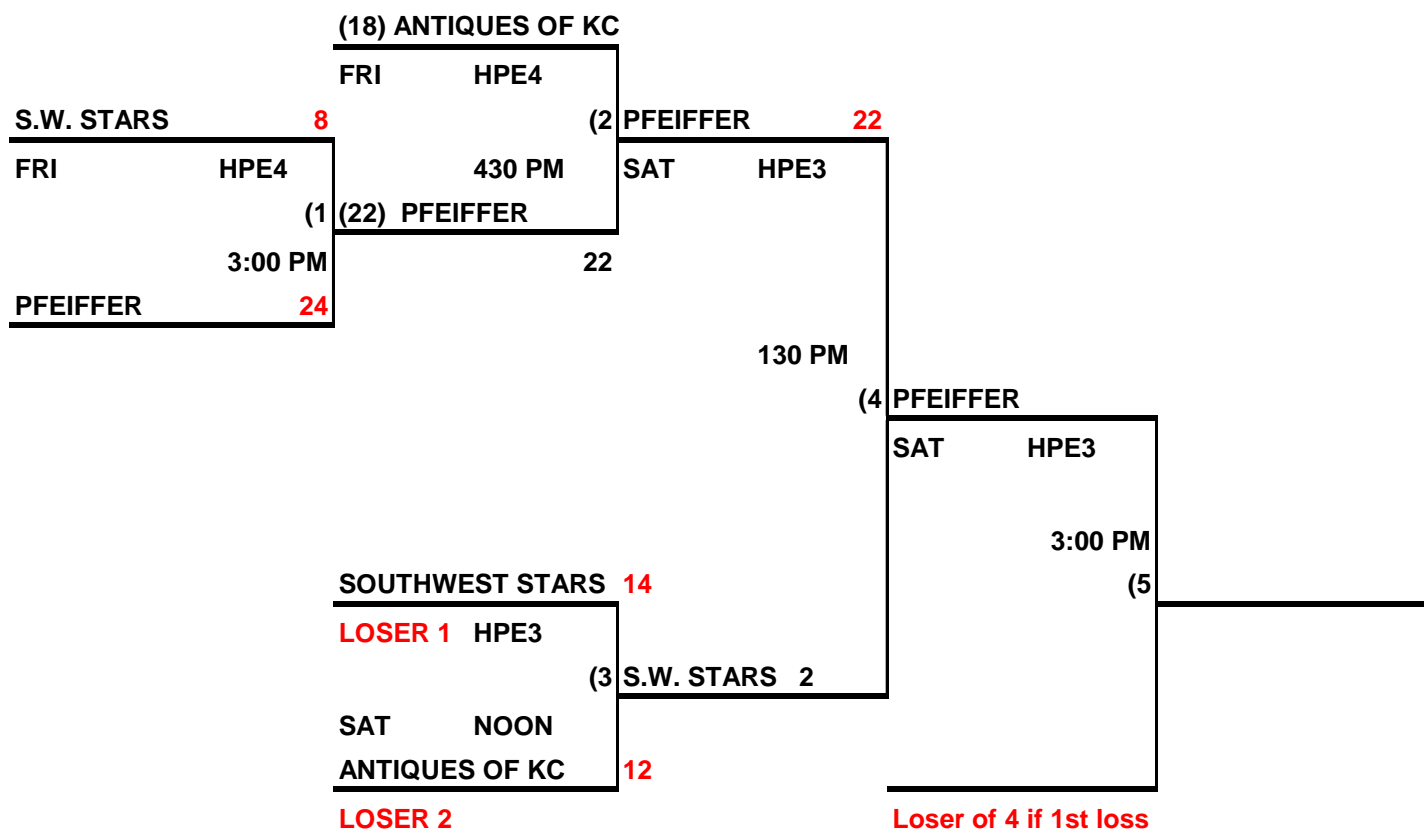 (18) ANTIQUES OF KC
FRI HPE4
S.W. STARS 8 (2 PFEIFFER 22
FRI HPE4 430 PM SAT HPE3
(1 (22) PFEIFFER
3:00 PM 22
PFEIFFER 24
130 PM
(4 PFEIFFER
SAT HPE3
3:00 PM
SOUTHWEST STARS 14 (5
LOSER 1 HPE3
(3 S.W. STARS 2
SAT NOON
ANTIQUES OF KC 12
LOSER 2 Loser of 4 if 1st loss